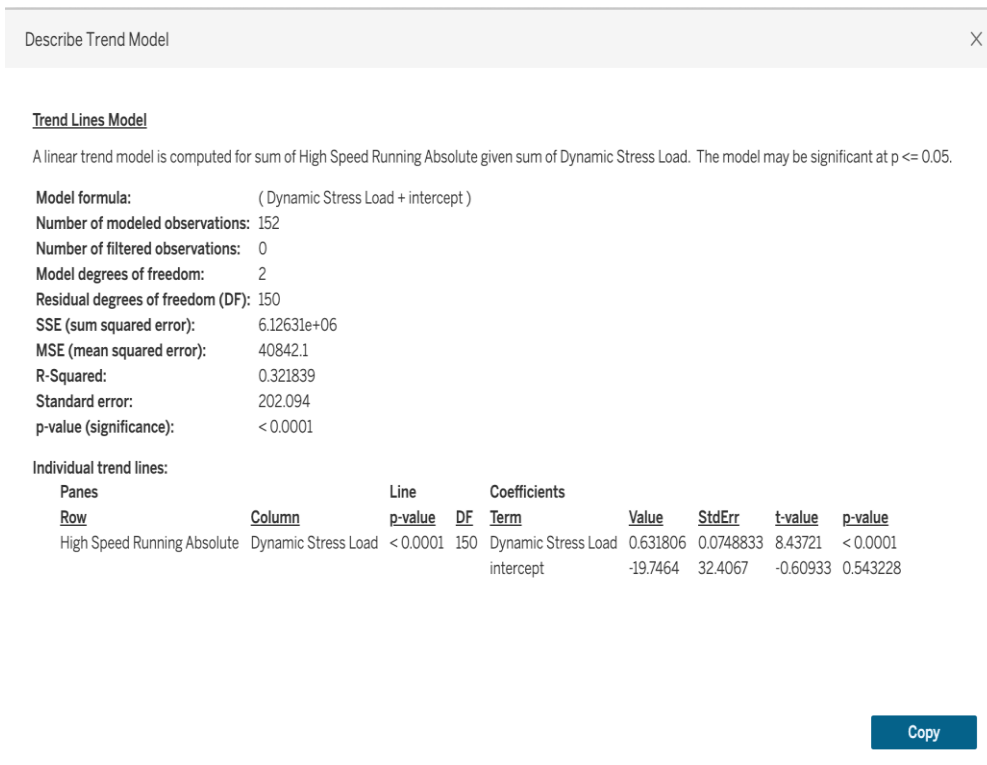 Describe Trend Model X
Trend Lines Model
A linear trend model is computed for sum of High Speed Running Absolute given sum of Dynamic Stress Load. The model may be significant at p <= 0.05.
Model formula: ( Dynamic Stress Load + intercept )
Number of modeled observations: 152
Number of filtered observations: 0
Model degrees of freedom: 2
Residual degrees of freedom (DF): 150
SSE (sum squared error): 6.12631e+06
MSE (mean squared error): 40842.1
R-Squared: 0.321839
Standard error: 202.094
p-value (significance): < 0.0001
Individual trend lines:
Panes Line Coefficients
Row Column p-value DF Term Value StdErr t-value p-value
High Speed Running Absolute Dynamic Stress Load < 0.0001 150 Dynamic Stress Load 0.631806 0.0748833 8.43721 < 0.0001
intercept -19.7464 32.4067 -0.60933 0.543228
Copy